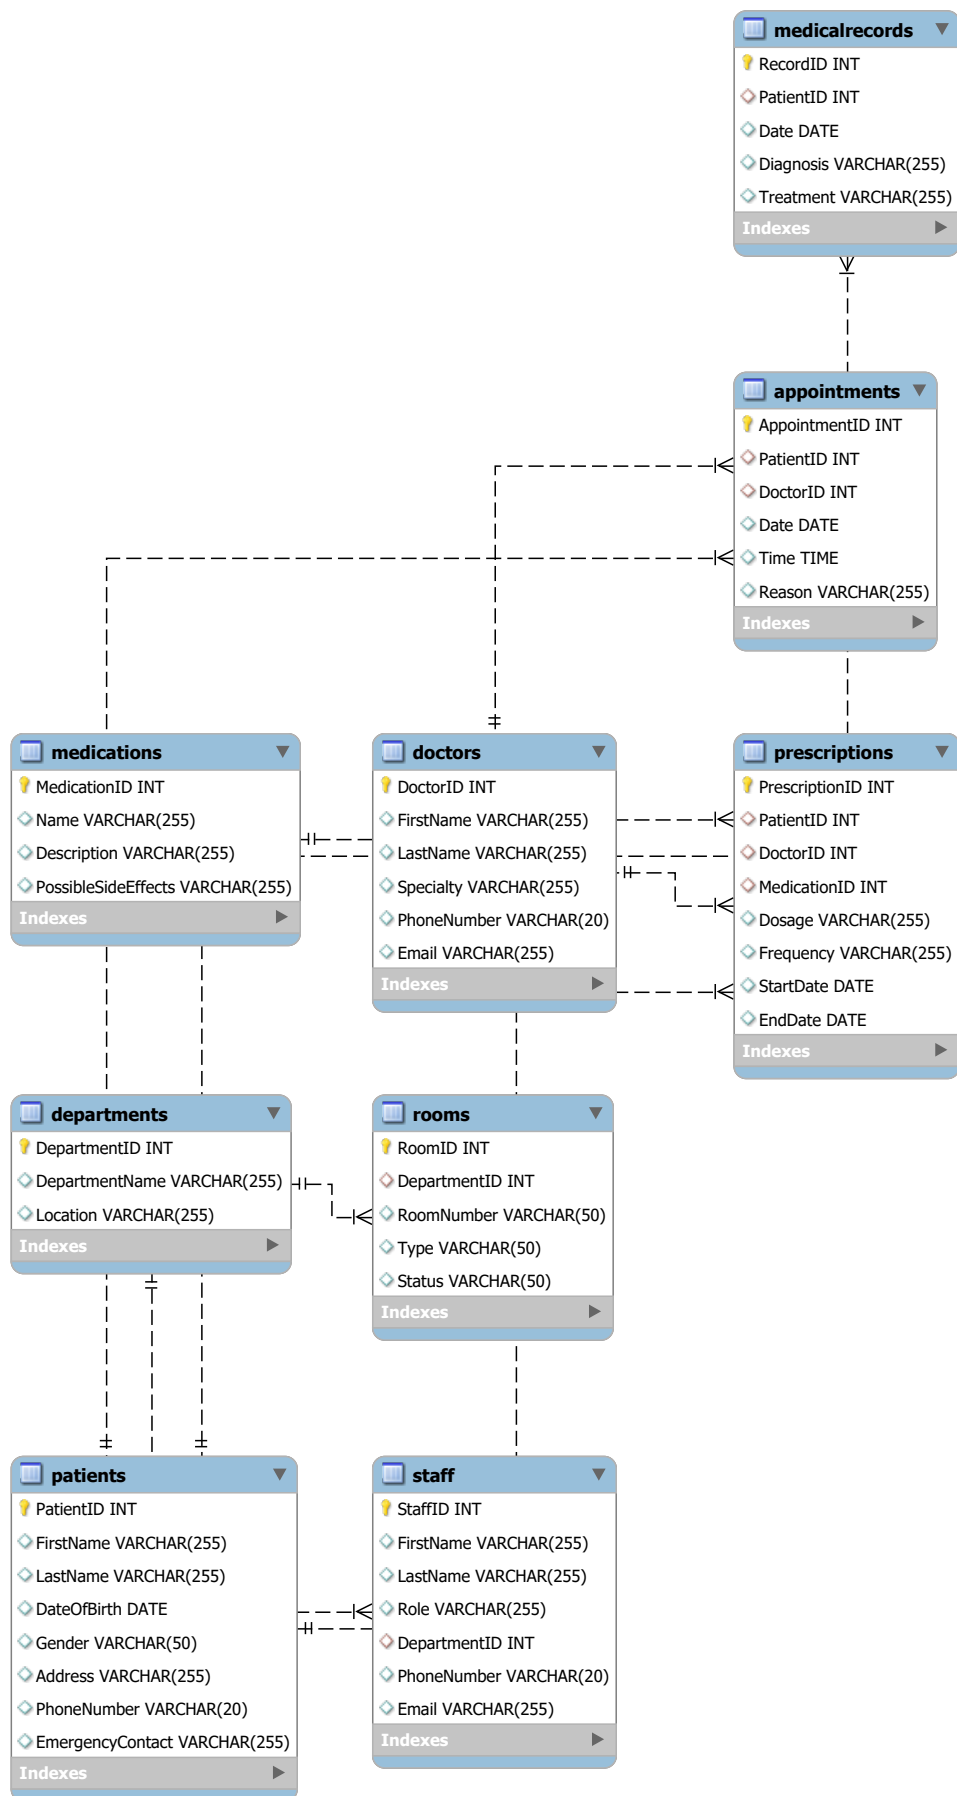 medicalrecords
RecordID INT
PatientID INT
Date DATE
Diagnosis VARCHAR(255)
Treatment VARCHAR(255)
Indexes
appointments
AppointmentID INT
PatientID INT
DoctorID INT
Date DATE
Time TIME
Reason VARCHAR(255)
Indexes
medications
MedicationID INT
Name VARCHAR(255)
Description VARCHAR(255)
PossibleSideEffects VARCHAR(255)
Indexes
doctors
DoctorID INT
FirstName VARCHAR(255)
LastName VARCHAR(255)
Specialty VARCHAR(255)
PhoneNumber VARCHAR(20)
Email VARCHAR(255)
Indexes
prescriptions
PrescriptionID INT
PatientID INT
DoctorID INT
MedicationID INT
Dosage VARCHAR(255)
Frequency VARCHAR(255)
StartDate DATE
EndDate DATE
Indexes
departments
DepartmentID INT
DepartmentName VARCHAR(255)
Location VARCHAR(255)
Indexes
rooms
RoomID INT
DepartmentID INT
RoomNumber VARCHAR(50)
Type VARCHAR(50)
Status VARCHAR(50)
Indexes
patients
PatientID INT
FirstName VARCHAR(255)
LastName VARCHAR(255)
DateOfBirth DATE
Gender VARCHAR(50)
Address VARCHAR(255)
PhoneNumber VARCHAR(20)
EmergencyContact VARCHAR(255)
Indexes
staff
StaffID INT
FirstName VARCHAR(255)
LastName VARCHAR(255)
Role VARCHAR(255)
DepartmentID INT
PhoneNumber VARCHAR(20)
Email VARCHAR(255)
Indexes